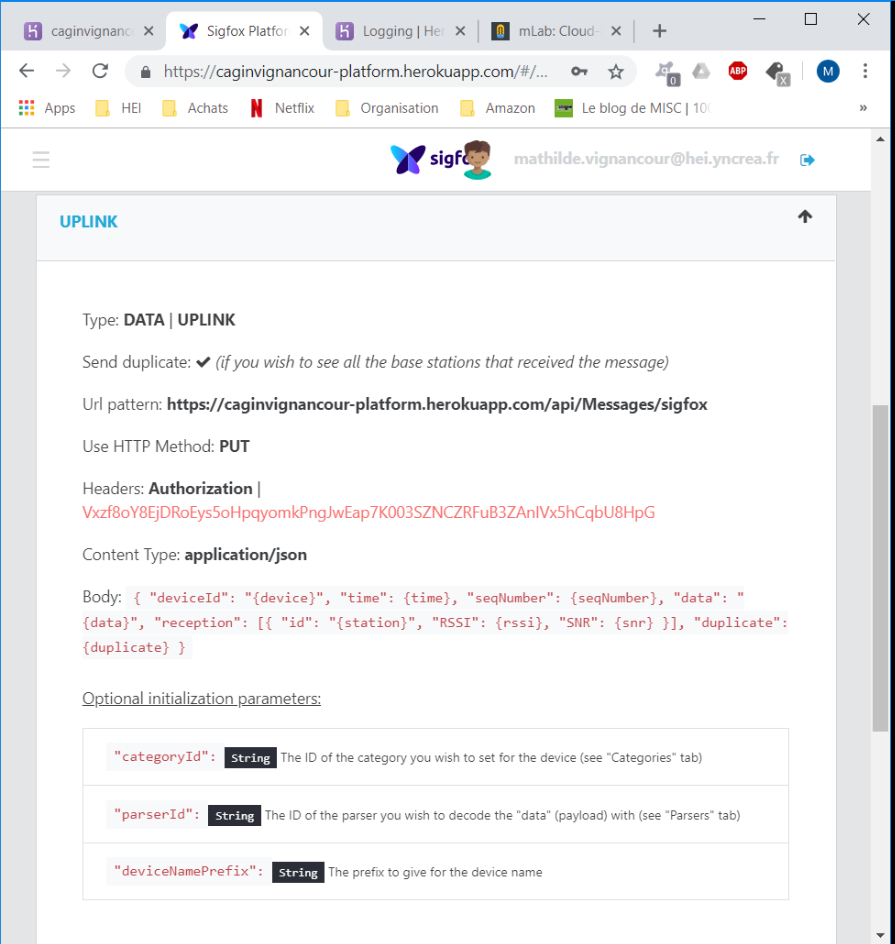 caginvignanc
Sigfox Platfor
Logging | Her
mLab: Cloud-
https://caginvignancour-platform.herokuapp.com/#/...
0
ABP
X
M
Apps
HEI
Achats
Netflix
Organisation
Amazon
Le blog de MISC | 100
»
sigfo
mathilde.vignancour@hei.yncrea.fr
UPLINK
Type: DATA | UPLINK
Send duplicate: ✔ (if you wish to see all the base stations that received the message)
Url pattern: https://caginvignancour-platform.herokuapp.com/api/Messages/sigfox
Use HTTP Method: PUT
Headers: Authorization |
Vxzf8oY8EjDRoEys5oHpqyomkPngJwEap7K003SZNCZRFuB3ZAnIVx5hCqbU8HpG
Content Type: application/json
Body: { "deviceId": "{device}", "time": {time}, "seqNumber": {seqNumber}, "data": "
{data}", "reception": [{ "id": "{station}", "RSSI": {rssi}, "SNR": {snr} }], "duplicate":
{duplicate} }
Optional initialization parameters:
"categoryId": String The ID of the category you wish to set for the device (see "Categories" tab)
"parserId": String The ID of the parser you wish to decode the "data" (payload) with (see "Parsers" tab)
"deviceNamePrefix": String The prefix to give for the device name